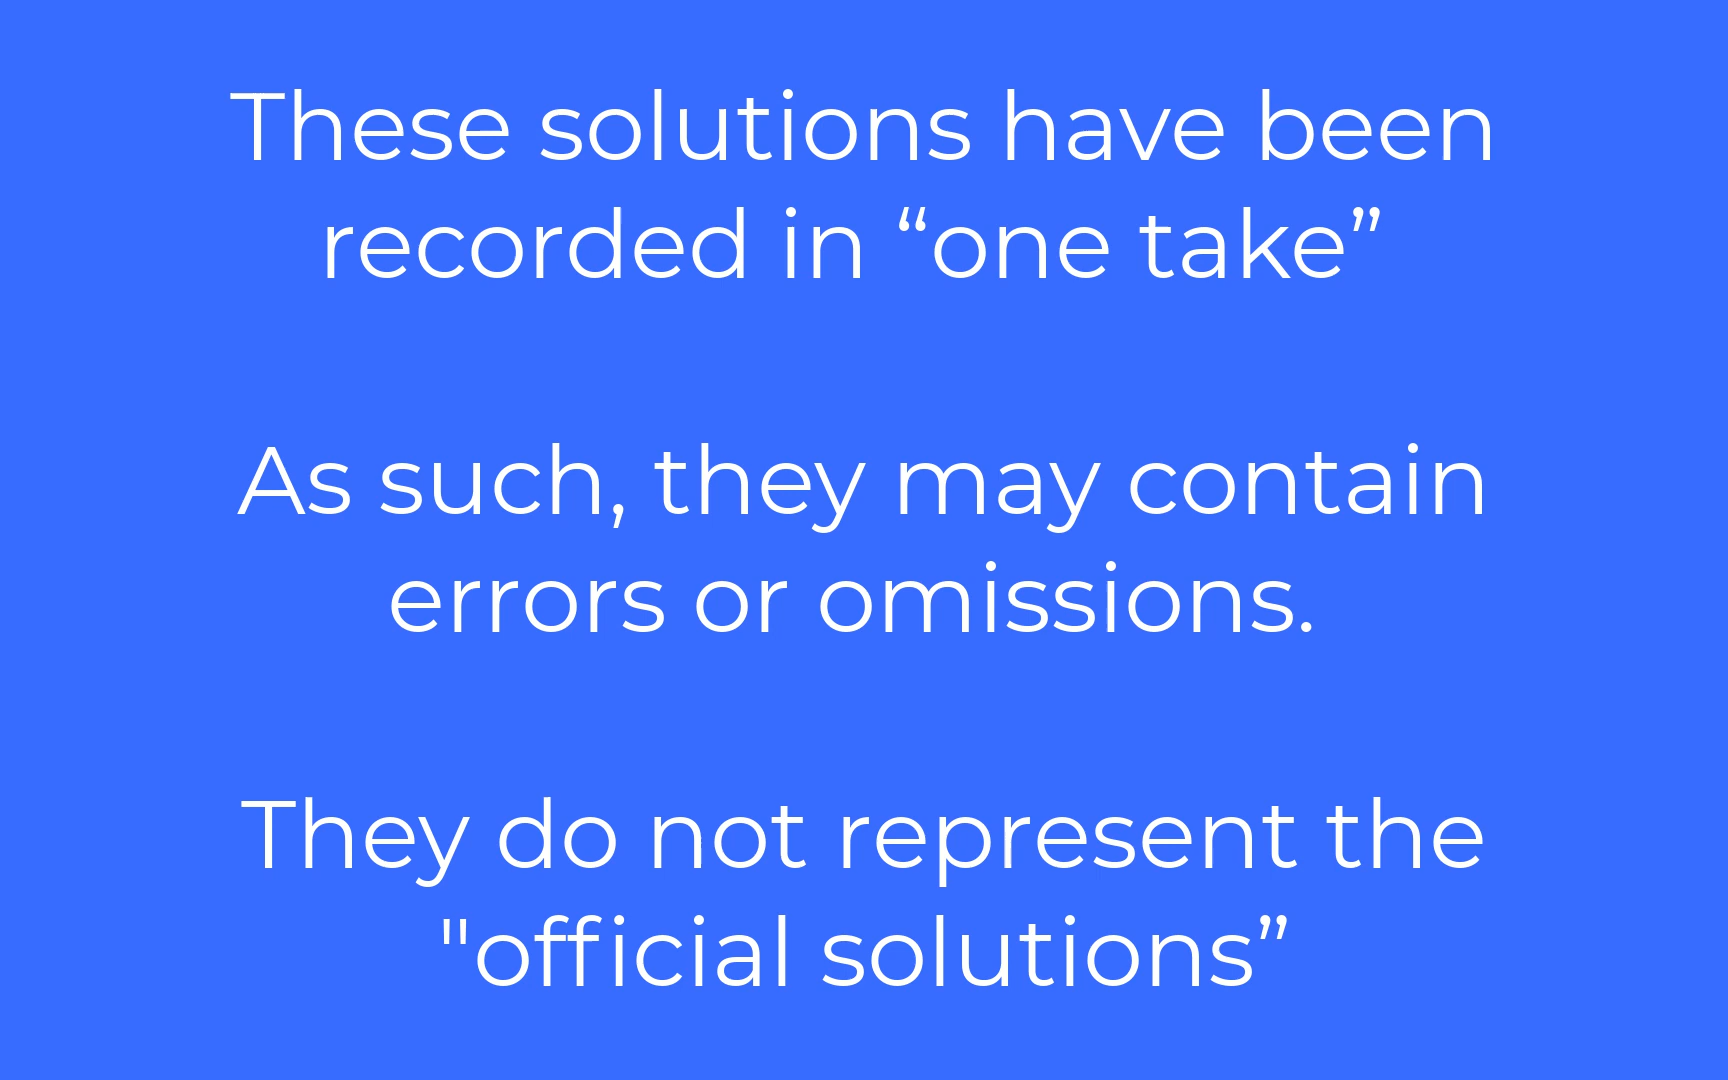 These solutions have been
recorded in “one take”
As such, they may contain
errors or omissions.
They do not represent the
"official solutions”